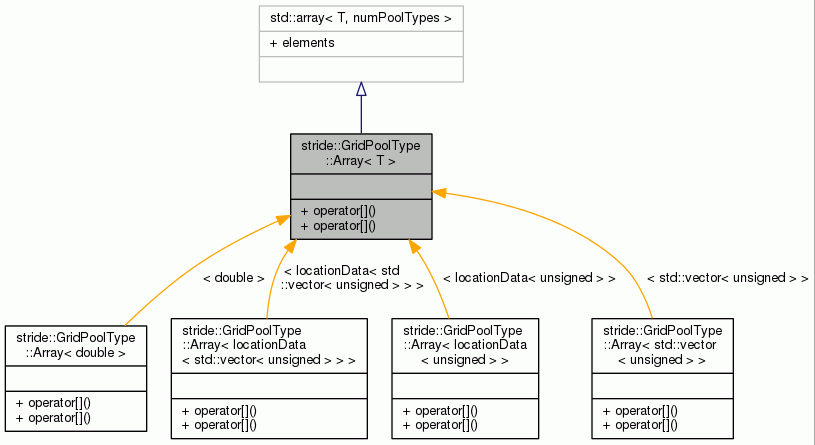 std::array< T, numPoolTypes >
+ elements
stride::GridPoolType
::Array< T >
+ operator[]()
+ operator[]()
< double >
< locationData< std
::vector< unsigned > > >
< locationData< unsigned > >
< std::vector< unsigned > >
stride::GridPoolType
::Array< double >
+ operator[]()
+ operator[]()
stride::GridPoolType
::Array< locationData
< std::vector< unsigned > > >
+ operator[]()
+ operator[]()
stride::GridPoolType
::Array< locationData
< unsigned > >
+ operator[]()
+ operator[]()
stride::GridPoolType
::Array< std::vector
< unsigned > >
+ operator[]()
+ operator[]()